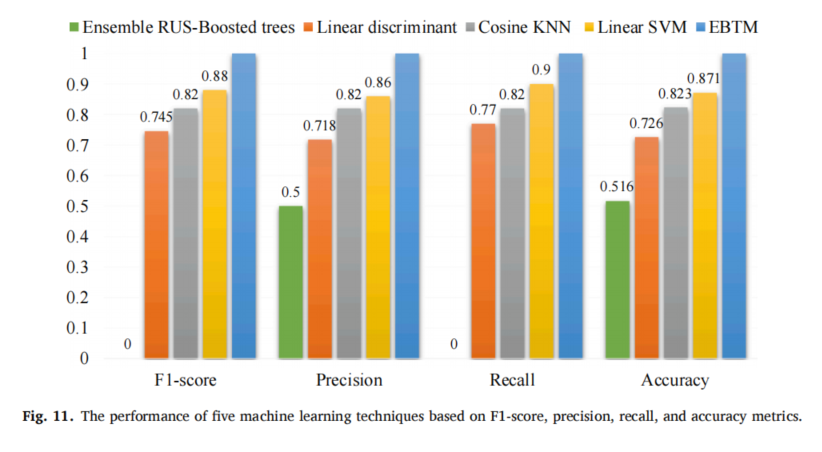 Ensemble RUS-Boosted trees Linear discriminant Cosine KNN Linear SVM EBTM
1
0.9
0.8
0.7
0.6
0.5
0.4
0.3
0.2
0.1
0
0 0.745 0.82 0.88
0.5 0.718 0.82 0.86
0 0.77 0.82 0.9
0.516 0.726 0.823 0.871
F1-score Precision Recall Accuracy
Fig. 11. The performance of five machine learning techniques based on F1-score, precision, recall, and accuracy metrics.